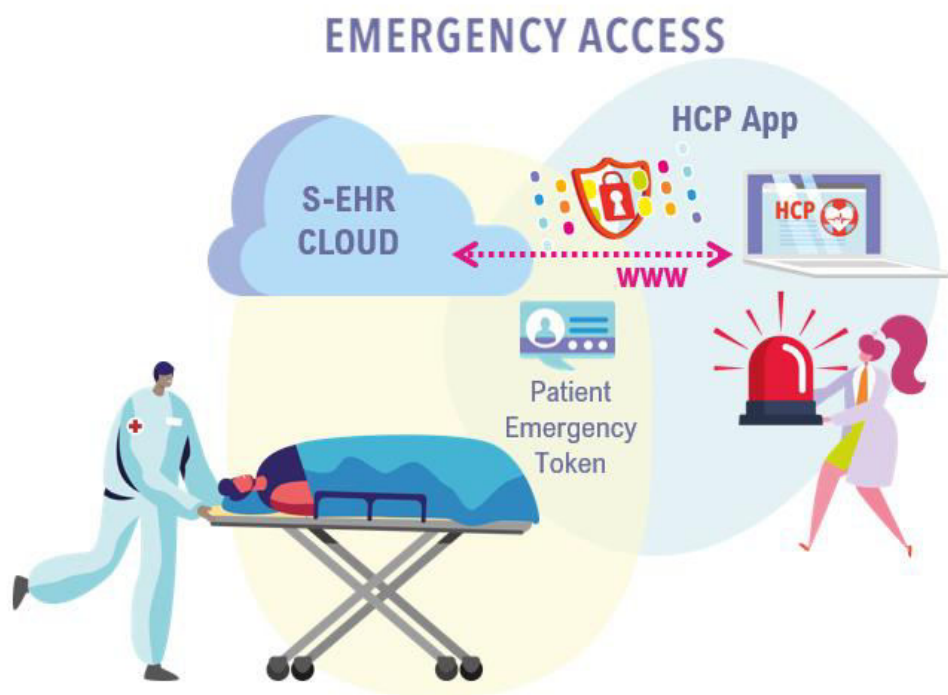 EMERGENCY ACCESS
HCP App
S-EHR
CLOUD
HCP
WWW
Patient
Emergency
Token